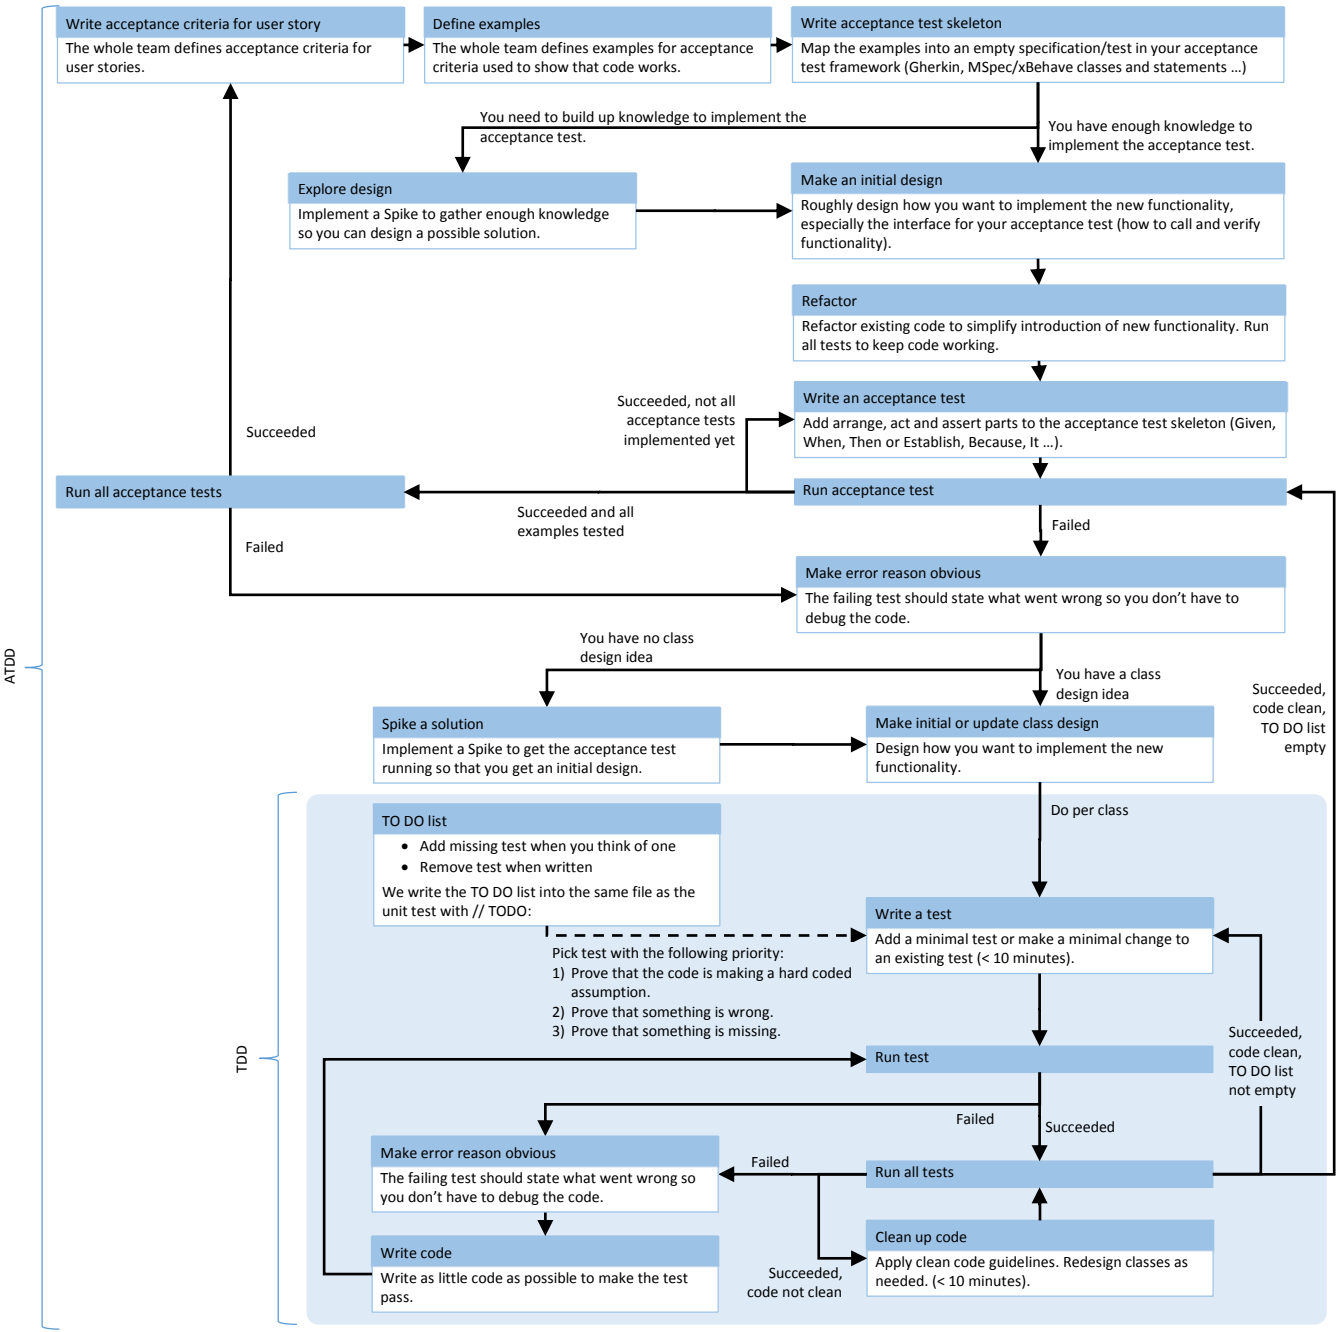 Write acceptance criteria for user story
The whole team defines acceptance criteria for
user stories.
Define examples
The whole team defines examples for acceptance
criteria used to show that code works.
Write acceptance test skeleton
Map the examples into an empty specification/test in your acceptance
test framework (Gherkin, MSpec/xBehave classes and statements …)
You need to build up knowledge to implement the
acceptance test.
You have enough knowledge to
implement the acceptance test.
Explore design
Implement a Spike to gather enough knowledge
so you can design a possible solution.
Make an initial design
Roughly design how you want to implement the new functionality,
especially the interface for your acceptance test (how to call and verify
functionality).
Refactor
Refactor existing code to simplify introduction of new functionality. Run
all tests to keep code working.
Succeeded, not all
acceptance tests
implemented yet
Write an acceptance test
Add arrange, act and assert parts to the acceptance test skeleton (Given,
When, Then or Establish, Because, It …).
Succeeded
Run all acceptance tests
Run acceptance test
Succeeded and all
examples tested
Failed
Failed
Make error reason obvious
The failing test should state what went wrong so you don’t have to
debug the code.
You have no class
design idea
You have a class
design idea
ATDD
Succeeded,
code clean,
TO DO list
empty
Spike a solution
Implement a Spike to get the acceptance test
running so that you get an initial design.
Make initial or update class design
Design how you want to implement the new
functionality.
Do per class
TO DO list
• Add missing test when you think of one
• Remove test when written
We write the TO DO list into the same file as the
unit test with // TODO:
Write a test
Add a minimal test or make a minimal change to
an existing test (< 10 minutes).
Pick test with the following priority:
1) Prove that the code is making a hard coded
assumption.
2) Prove that something is wrong.
3) Prove that something is missing.
Succeeded,
code clean,
TO DO list
not empty
TDD
Run test
Failed
Succeeded
Make error reason obvious
The failing test should state what went wrong so
you don’t have to debug the code.
Failed
Run all tests
Write code
Write as little code as possible to make the test
pass.
Succeeded,
code not clean
Clean up code
Apply clean code guidelines. Redesign classes as
needed. (< 10 minutes).